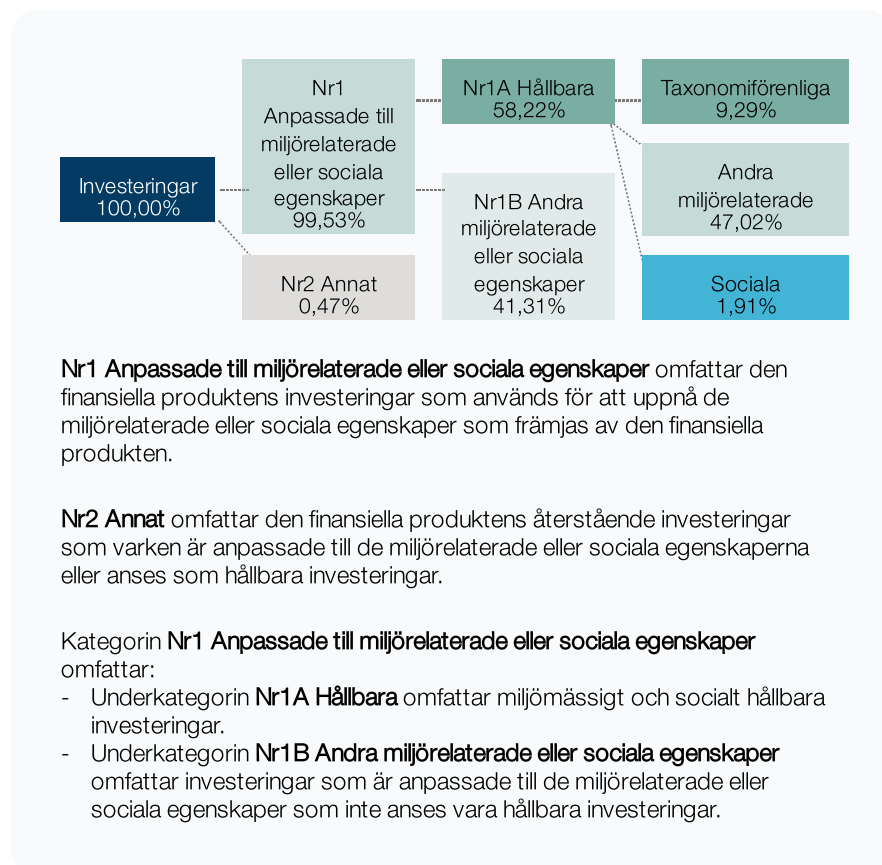 Investeringar
100,00%
Nr1
Anpassade till
miljörelaterade
eller sociala
egenskaper
99,53%
Nr2 Annat
0,47%
Nr1A Hållbara
58,22%
Nr1B Andra
miljörelaterade
eller sociala
egenskaper
41,31%
Taxonomiförenliga
9,29%
Andra
miljörelaterade
47,02%
Sociala
1,91%
Nr1 Anpassade till miljörelaterade eller sociala egenskaper omfattar den
finansiella produktens investeringar som används för att uppnå de
miljörelaterade eller sociala egenskaper som främjas av den finansiella
produkten.
Nr2 Annat omfattar den finansiella produktens återstående investeringar
som varken är anpassade till de miljörelaterade eller sociala egenskaperna
eller anses som hållbara investeringar.
Kategorin Nr1 Anpassade till miljörelaterade eller sociala egenskaper
omfattar:
- Underkategorin Nr1A Hållbara omfattar miljömässigt och socialt hållbara
investeringar.
- Underkategorin Nr1B Andra miljörelaterade eller sociala egenskaper
omfattar investeringar som är anpassade till de miljörelaterade eller
sociala egenskaper som inte anses vara hållbara investeringar.